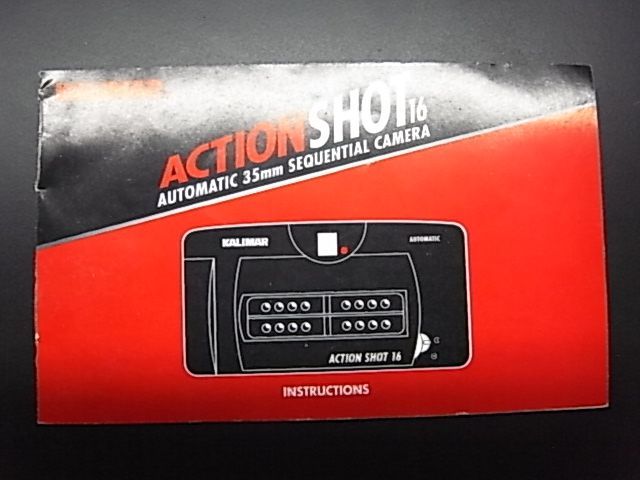 ACTION SHOT 16
AUTOMATIC 35mm SEQUENTIAL CAMERA
KALIMAR
AUTOMATIC
ACTION SHOT 16
INSTRUCTIONS